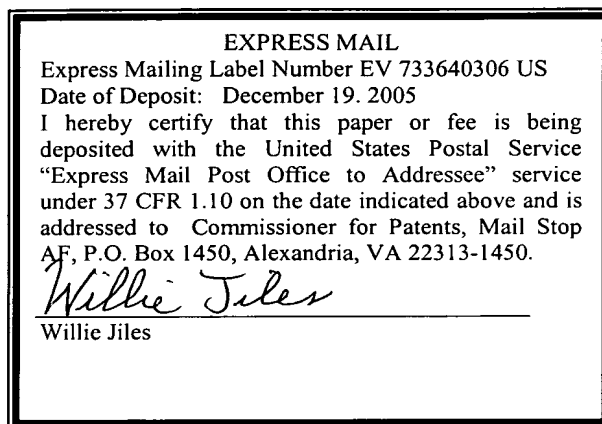 EXPRESS MAIL
Express Mailing Label Number EV 733640306 US
Date of Deposit: December 19. 2005
I hereby certify that this paper or fee is being
deposited with the United States Postal Service
“Express Mail Post Office to Addressee” service
under 37 CFR 1.10 on the date indicated above and is
addressed to Commissioner for Patents, Mail Stop
AF, P.O. Box 1450, Alexandria, VA 22313-1450.
Willie Jiles
Willie Jiles